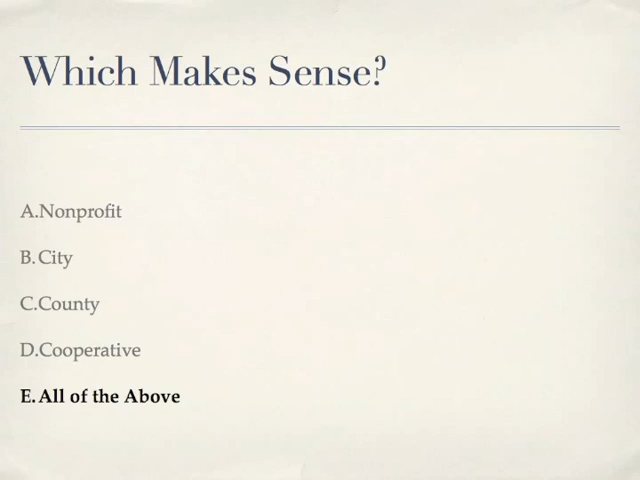 Which Makes Sense?
A.Nonprofit
B.City
C.County
D.Cooperative
E.All of the Above